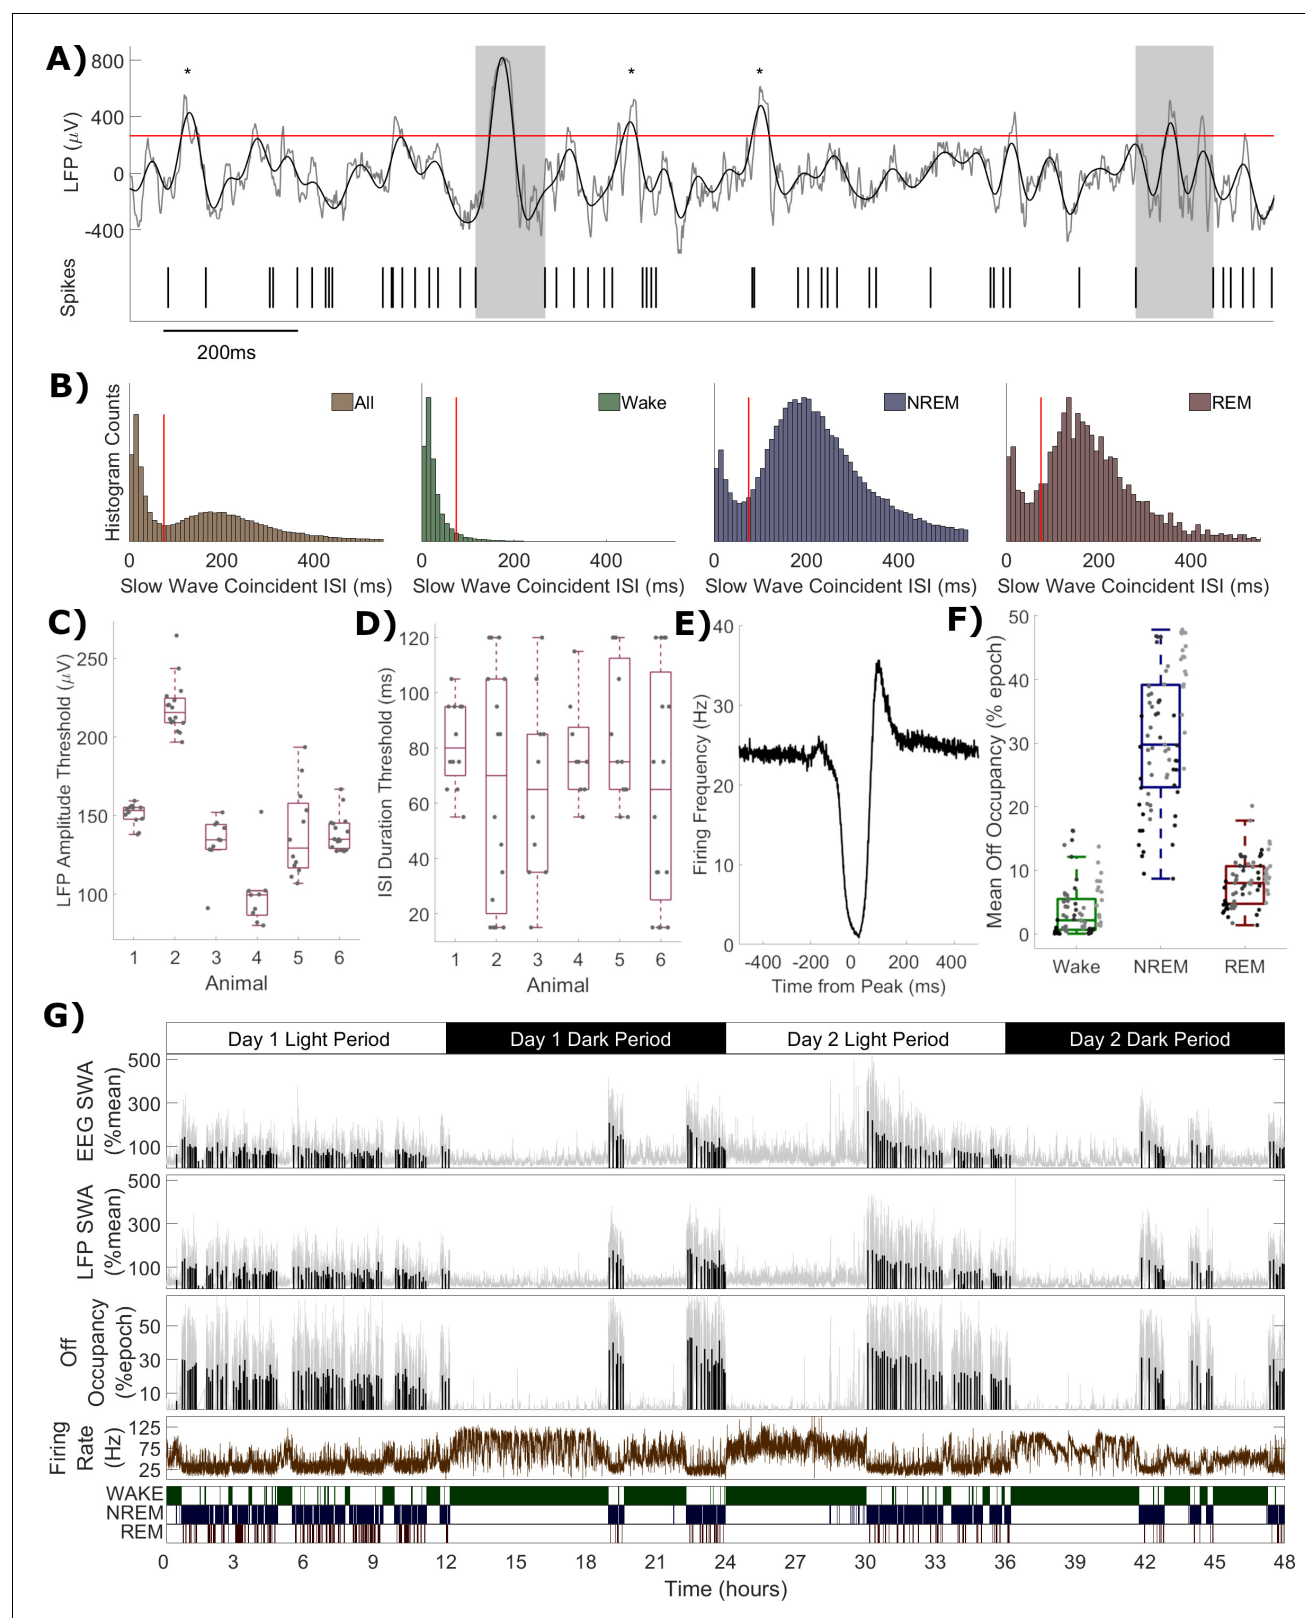 A)
800
400
0
-400
LFP (μV)
Spikes
* * *
200ms
B)
Histogram Counts
All
Wake
NREM
REM
0 200 400
0 200 400
0 200 400
0 200 400
Slow Wave Coincident ISI (ms)
Slow Wave Coincident ISI (ms)
Slow Wave Coincident ISI (ms)
Slow Wave Coincident ISI (ms)
C)
LFP Amplitude Threshold (μV)
250
200
150
100
1 2 3 4 5 6
Animal
D)
ISI Duration Threshold (ms)
120
100
80
60
40
20
1 2 3 4 5 6
Animal
E)
Firing Frequency (Hz)
40
30
20
10
0
-400 -200 0 200 400
Time from Peak (ms)
F)
Mean Off Occupancy (% epoch)
50
40
30
20
10
0
Wake NREM REM
G)
Day 1 Light Period
Day 1 Dark Period
Day 2 Light Period
Day 2 Dark Period
EEG SWA
(%mean)
500
300
100
LFP SWA
(%mean)
500
300
100
Off
Occupancy
(%epoch)
50
30
10
Firing
Rate
(Hz)
125
75
25
WAKE
NREM
REM
0 3 6 9 12 15 18 21 24 27 30 33 36 39 42 45 48
Time (hours)